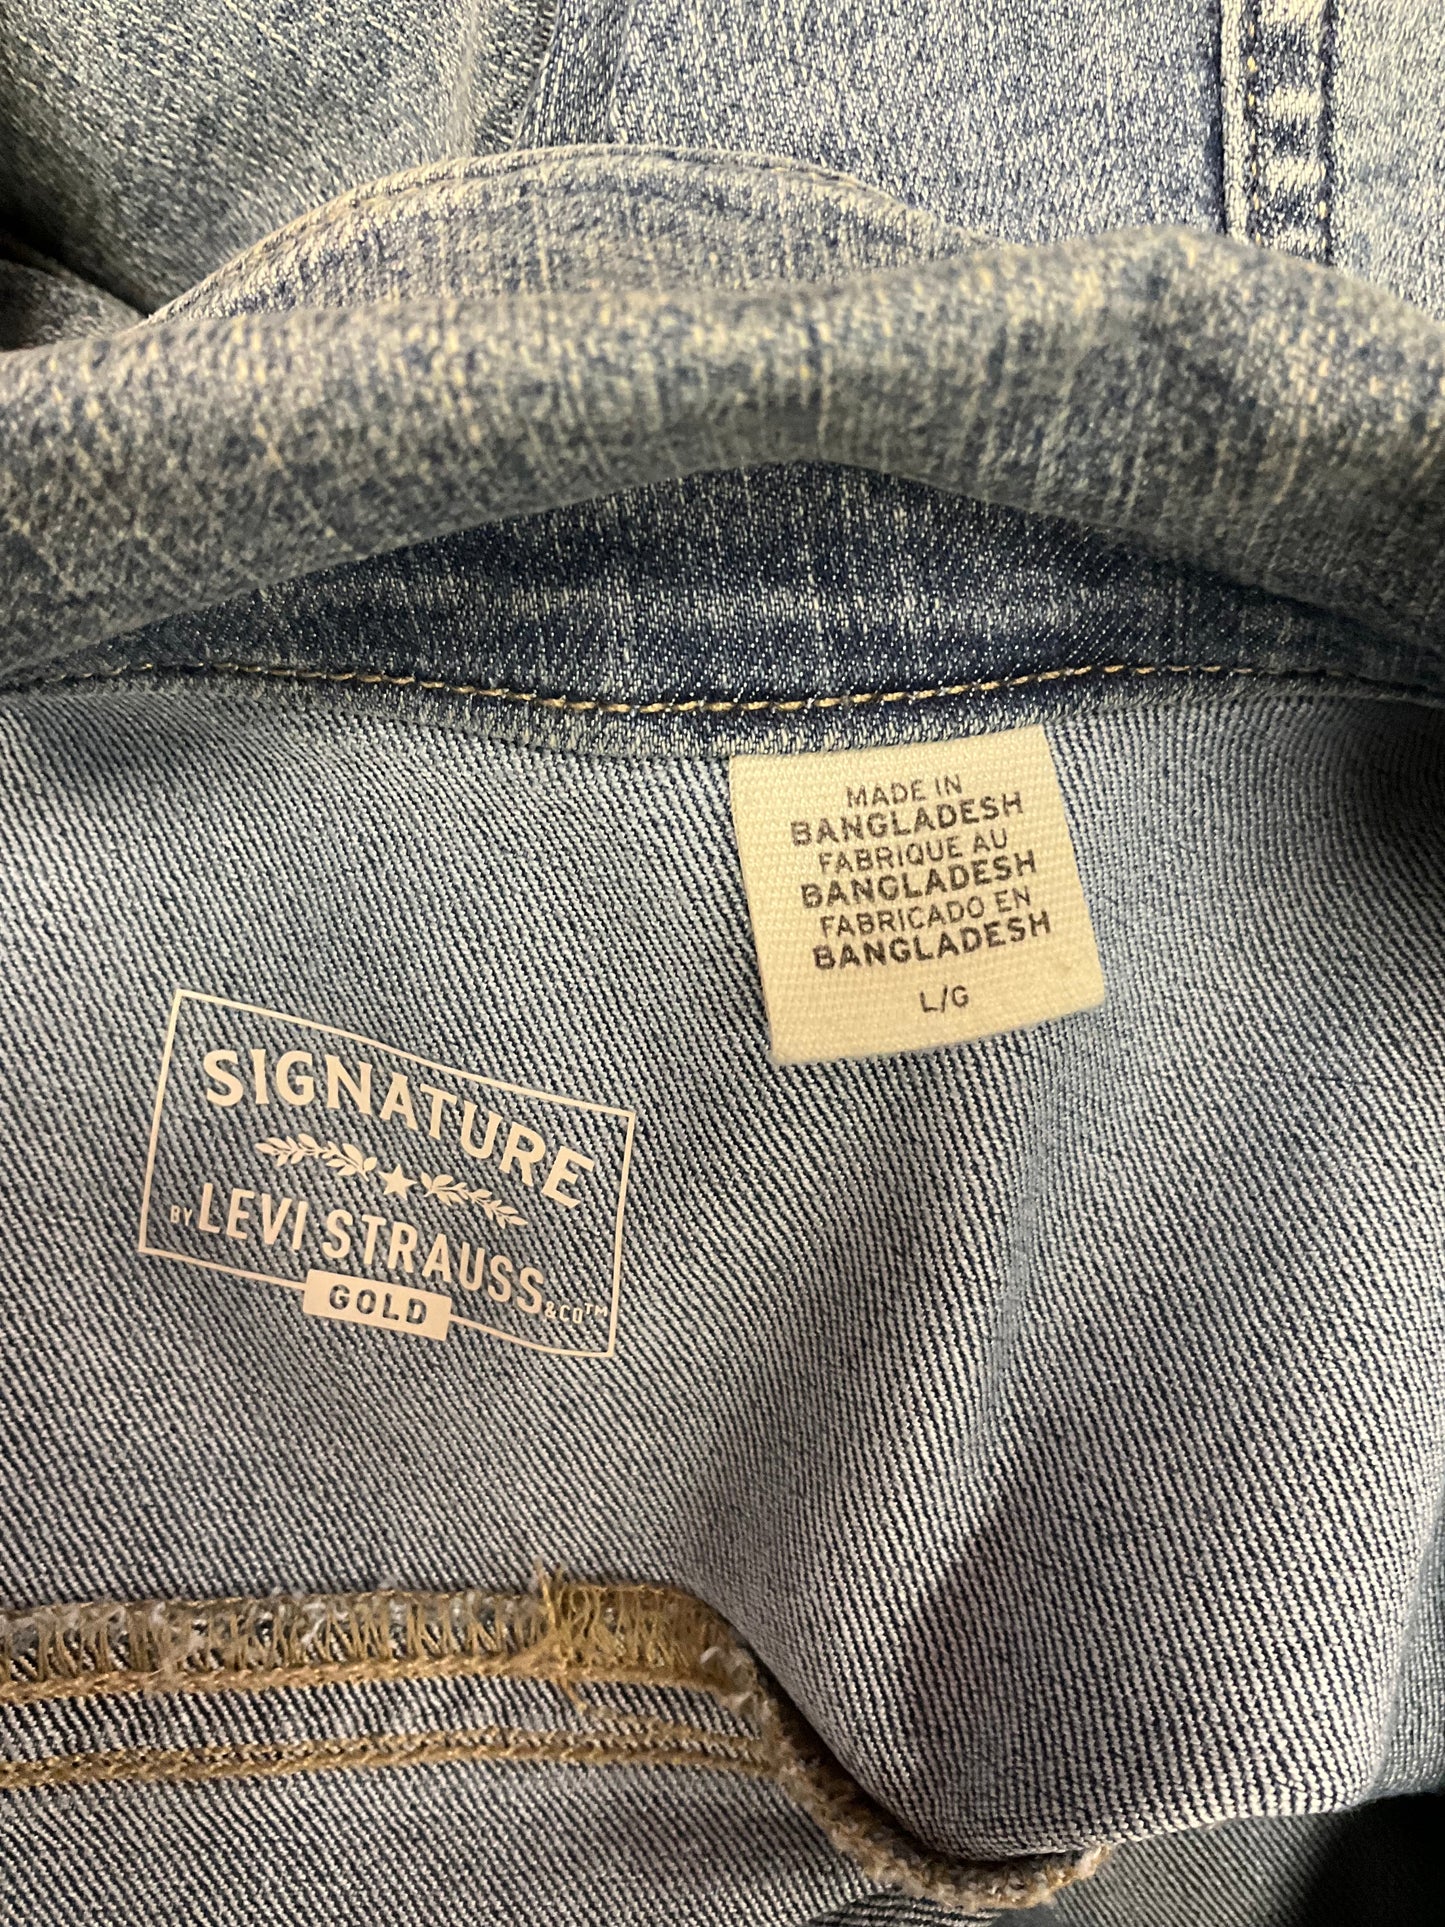 MADE IN
BANGLADESH
FABRIQUE AU
BANGLADESH
FABRICADO EN
BANGLADESH
L/G
SIGNATURE
BY LEVI STRAUSS & CO™
GOLD